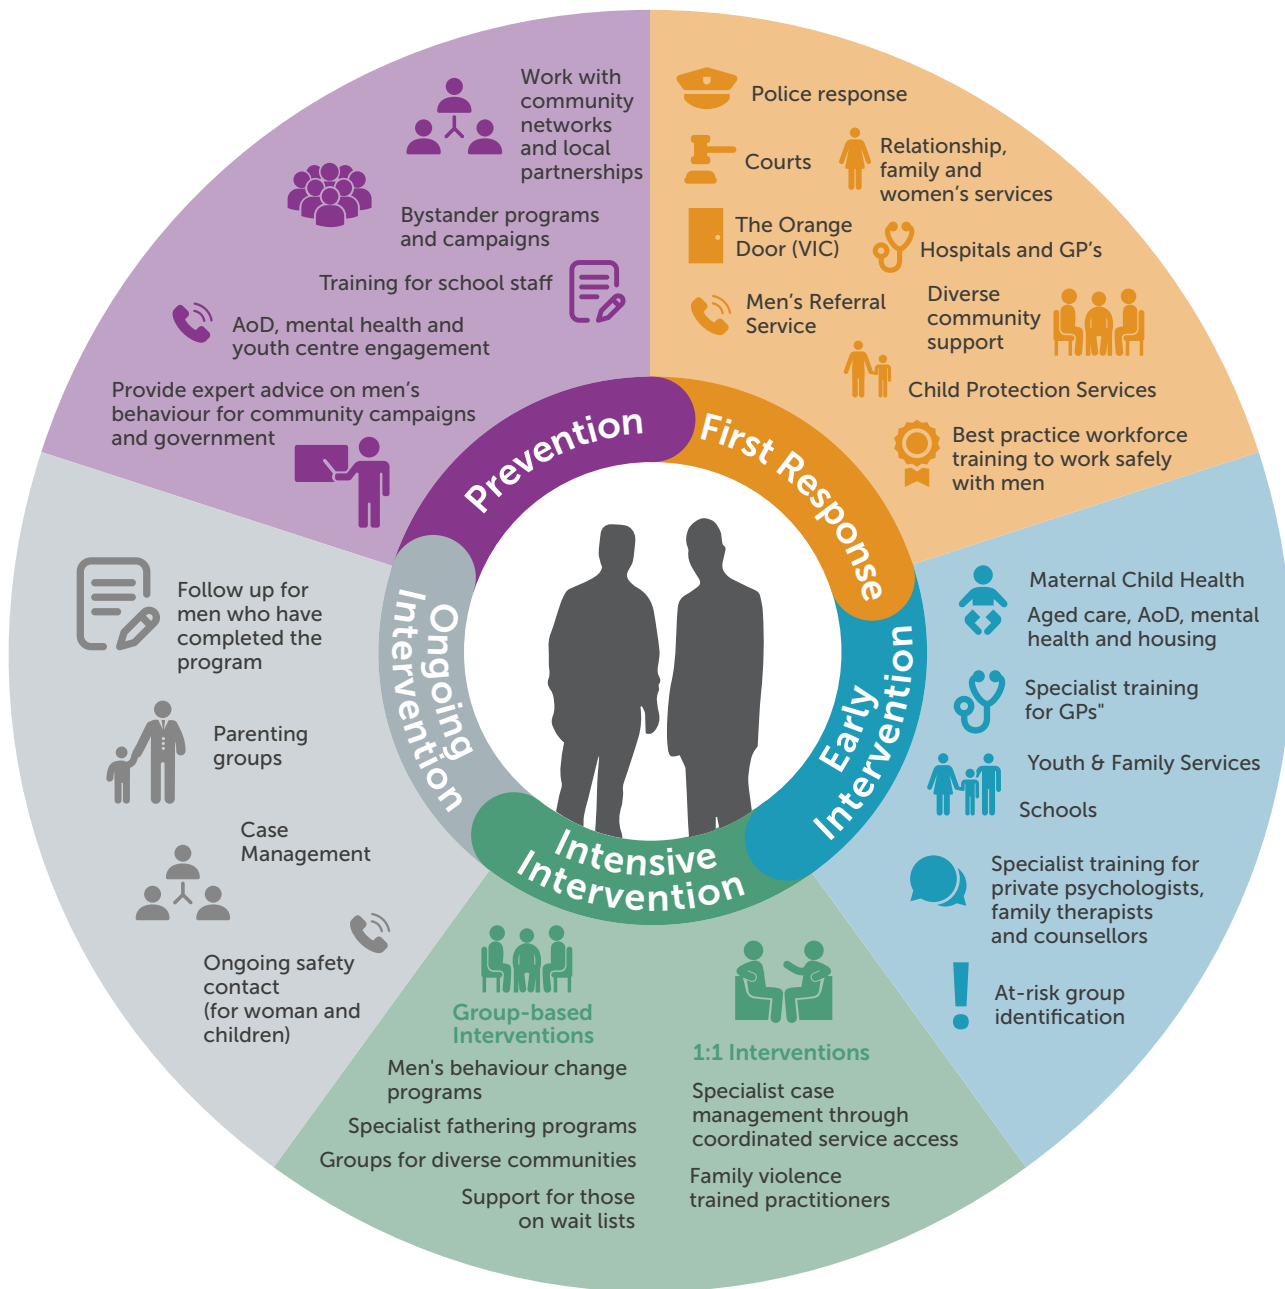 Work with
community
networks
and local
partnerships
Bystander programs
and campaigns
Training for school staff
AoD, mental health and
youth centre engagement
Provide expert advice on men's
behaviour for community campaigns
and government
Prevention
Police response
Courts
Relationship,
family and
women's services
The Orange
Door (VIC)
Hospitals and GP's
Men's Referral
Service
Diverse
community
support
Child Protection Services
Best practice workforce
training to work safely
with men
First Response
Maternal Child Health
Aged care, AoD, mental
health and housing
Specialist training
for GPs"
Youth & Family Services
Schools
Specialist training for
private psychologists,
family therapists
and counsellors
At-risk group
identification
Early
Intervention
Intensive
Intervention
Group-based
Interventions
Men's behaviour change
programs
Specialist fathering programs
Groups for diverse communities
Support for those
on wait lists
1:1 Interventions
Specialist case
management through
coordinated service access
Family violence
trained practitioners
Ongoing
Intervention
Follow up for
men who have
completed the
program
Parenting
groups
Case
Management
Ongoing safety
contact
(for woman and
children)